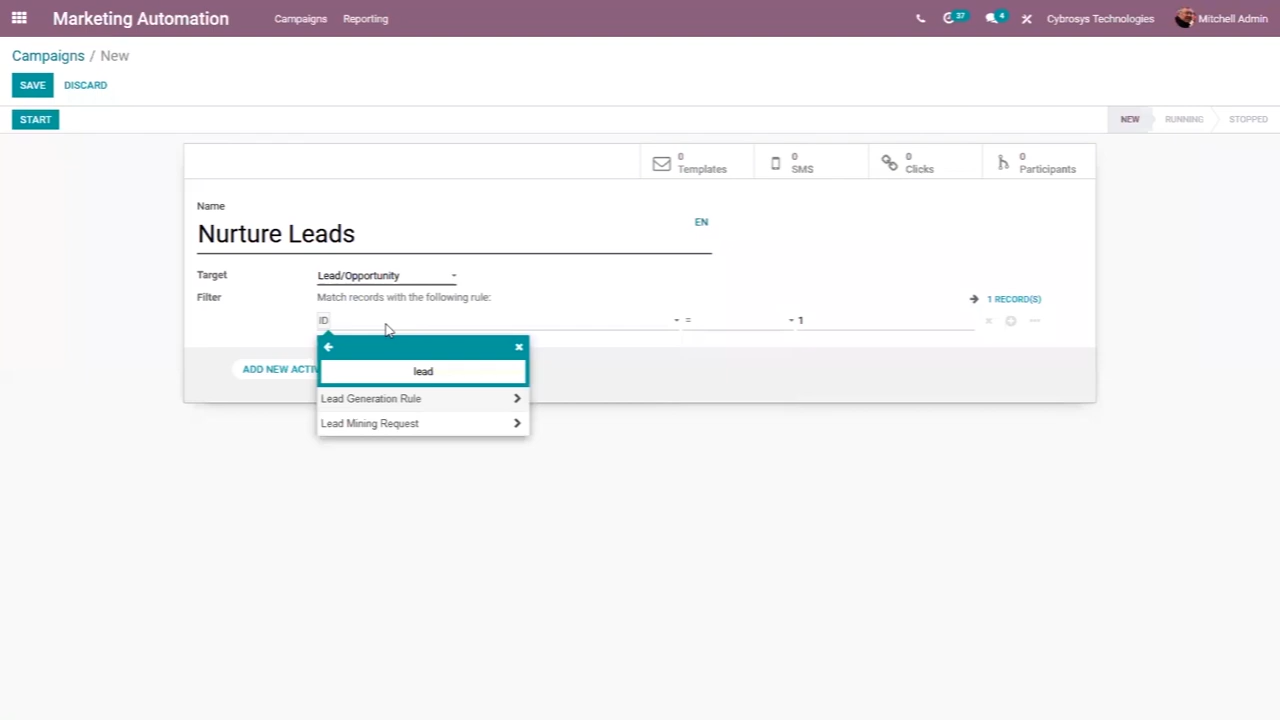 Marketing Automation Campaigns Reporting 37 4 Cybrosys Technologies Mitchell Admin
Campaigns / New
SAVE DISCARD
START NEW RUNNING STOPPED
0 Templates 0 SMS 0 Clicks 0 Participants
Name
Nurture Leads EN
Target Lead/Opportunity
Filter Match records with the following rule: 1 RECORD(S)
ID = 1
lead
ADD NEW ACTIV
Lead Generation Rule
Lead Mining Request